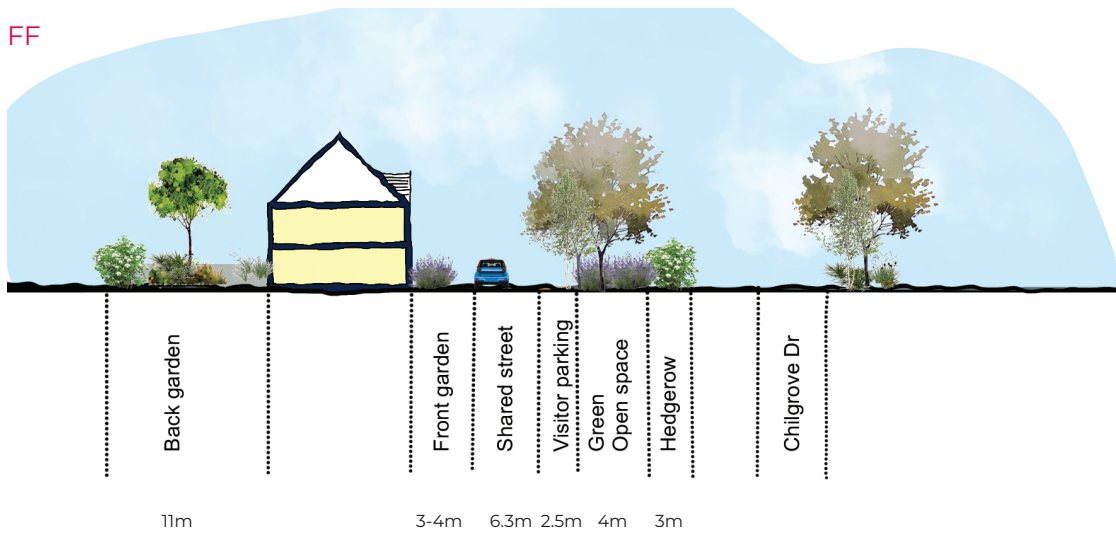 FF
Back garden
Front garden
Shared street
Visitor parking
Green
Open space
Hedgerow
Chilgrove Dr
11m
3-4m
6.3m
2.5m
4m
3m